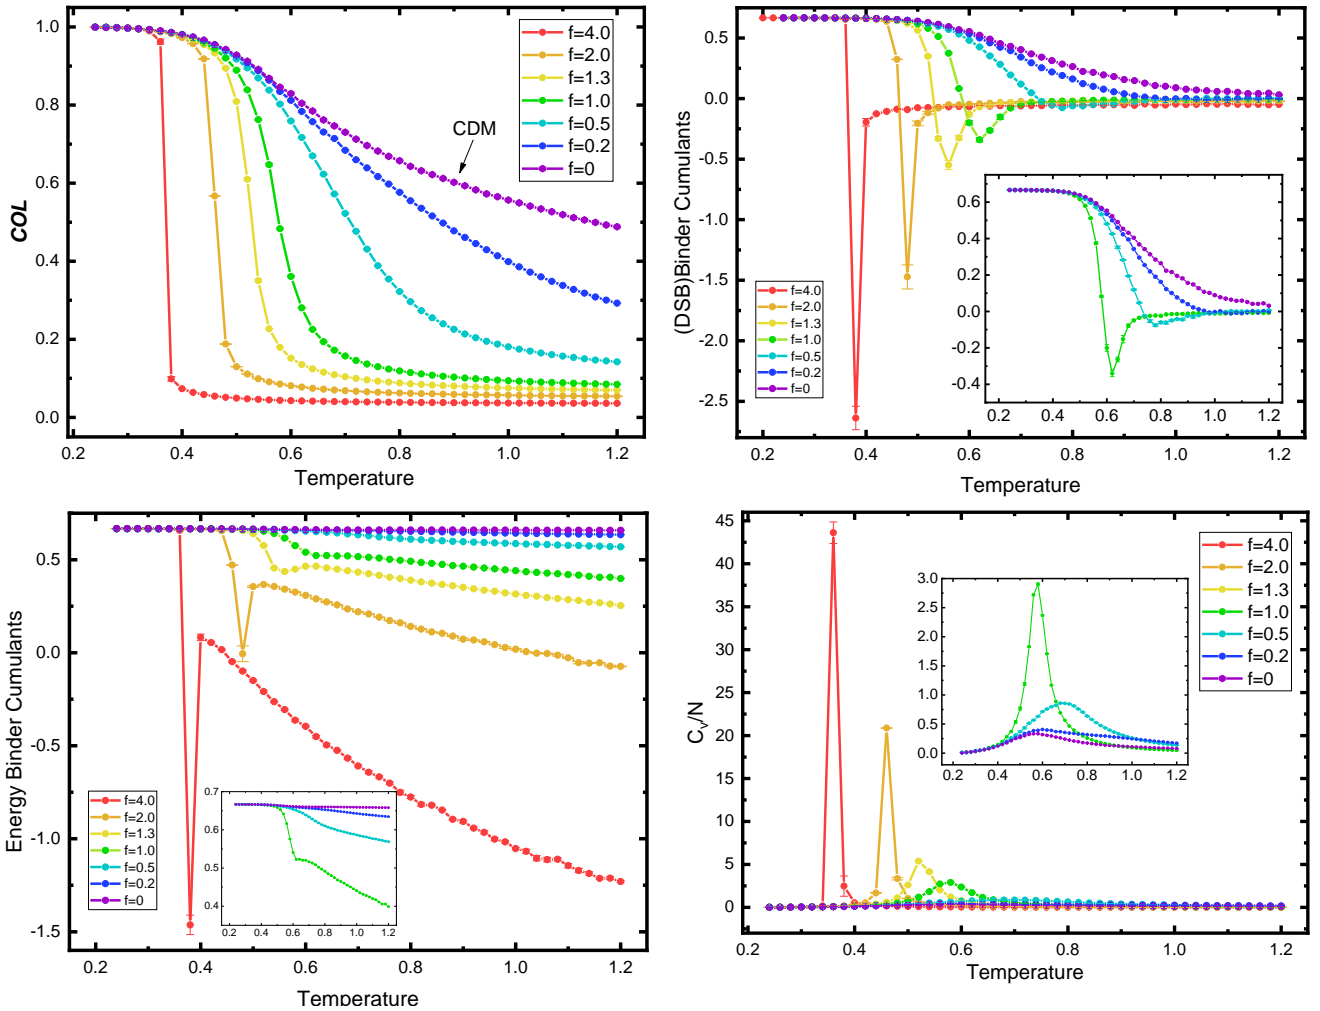 1.0
0.8
0.6
0.4
0.2
0.0
COL
0.2
0.4
0.6
0.8
1.0
1.2
Temperature
CDM
f=4.0
f=2.0
f=1.3
f=1.0
f=0.5
f=0.2
f=0
0.5
0.0
-0.5
-1.0
-1.5
-2.0
-2.5
(DSB)Binder Cumulants
0.2
0.4
0.6
0.8
1.0
1.2
Temperature
f=4.0
f=2.0
f=1.3
f=1.0
f=0.5
f=0.2
f=0
0.6
0.4
0.2
0.0
-0.2
-0.4
0.2
0.4
0.6
0.8
1.0
1.2
0.5
0.0
-0.5
-1.0
-1.5
Energy Binder Cumulants
0.2
0.4
0.6
0.8
1.0
1.2
Temperature
f=4.0
f=2.0
f=1.3
f=1.0
f=0.5
f=0.2
f=0
0.7
0.6
0.5
0.4
0.2
0.4
0.6
0.8
1.0
1.2
45
40
35
30
25
20
15
10
5
0
Cv/N
0.2
0.4
0.6
0.8
1.0
1.2
Temperature
f=4.0
f=2.0
f=1.3
f=1.0
f=0.5
f=0.2
f=0
3.0
2.5
2.0
1.5
1.0
0.5
0.0
0.2
0.4
0.6
0.8
1.0
1.2